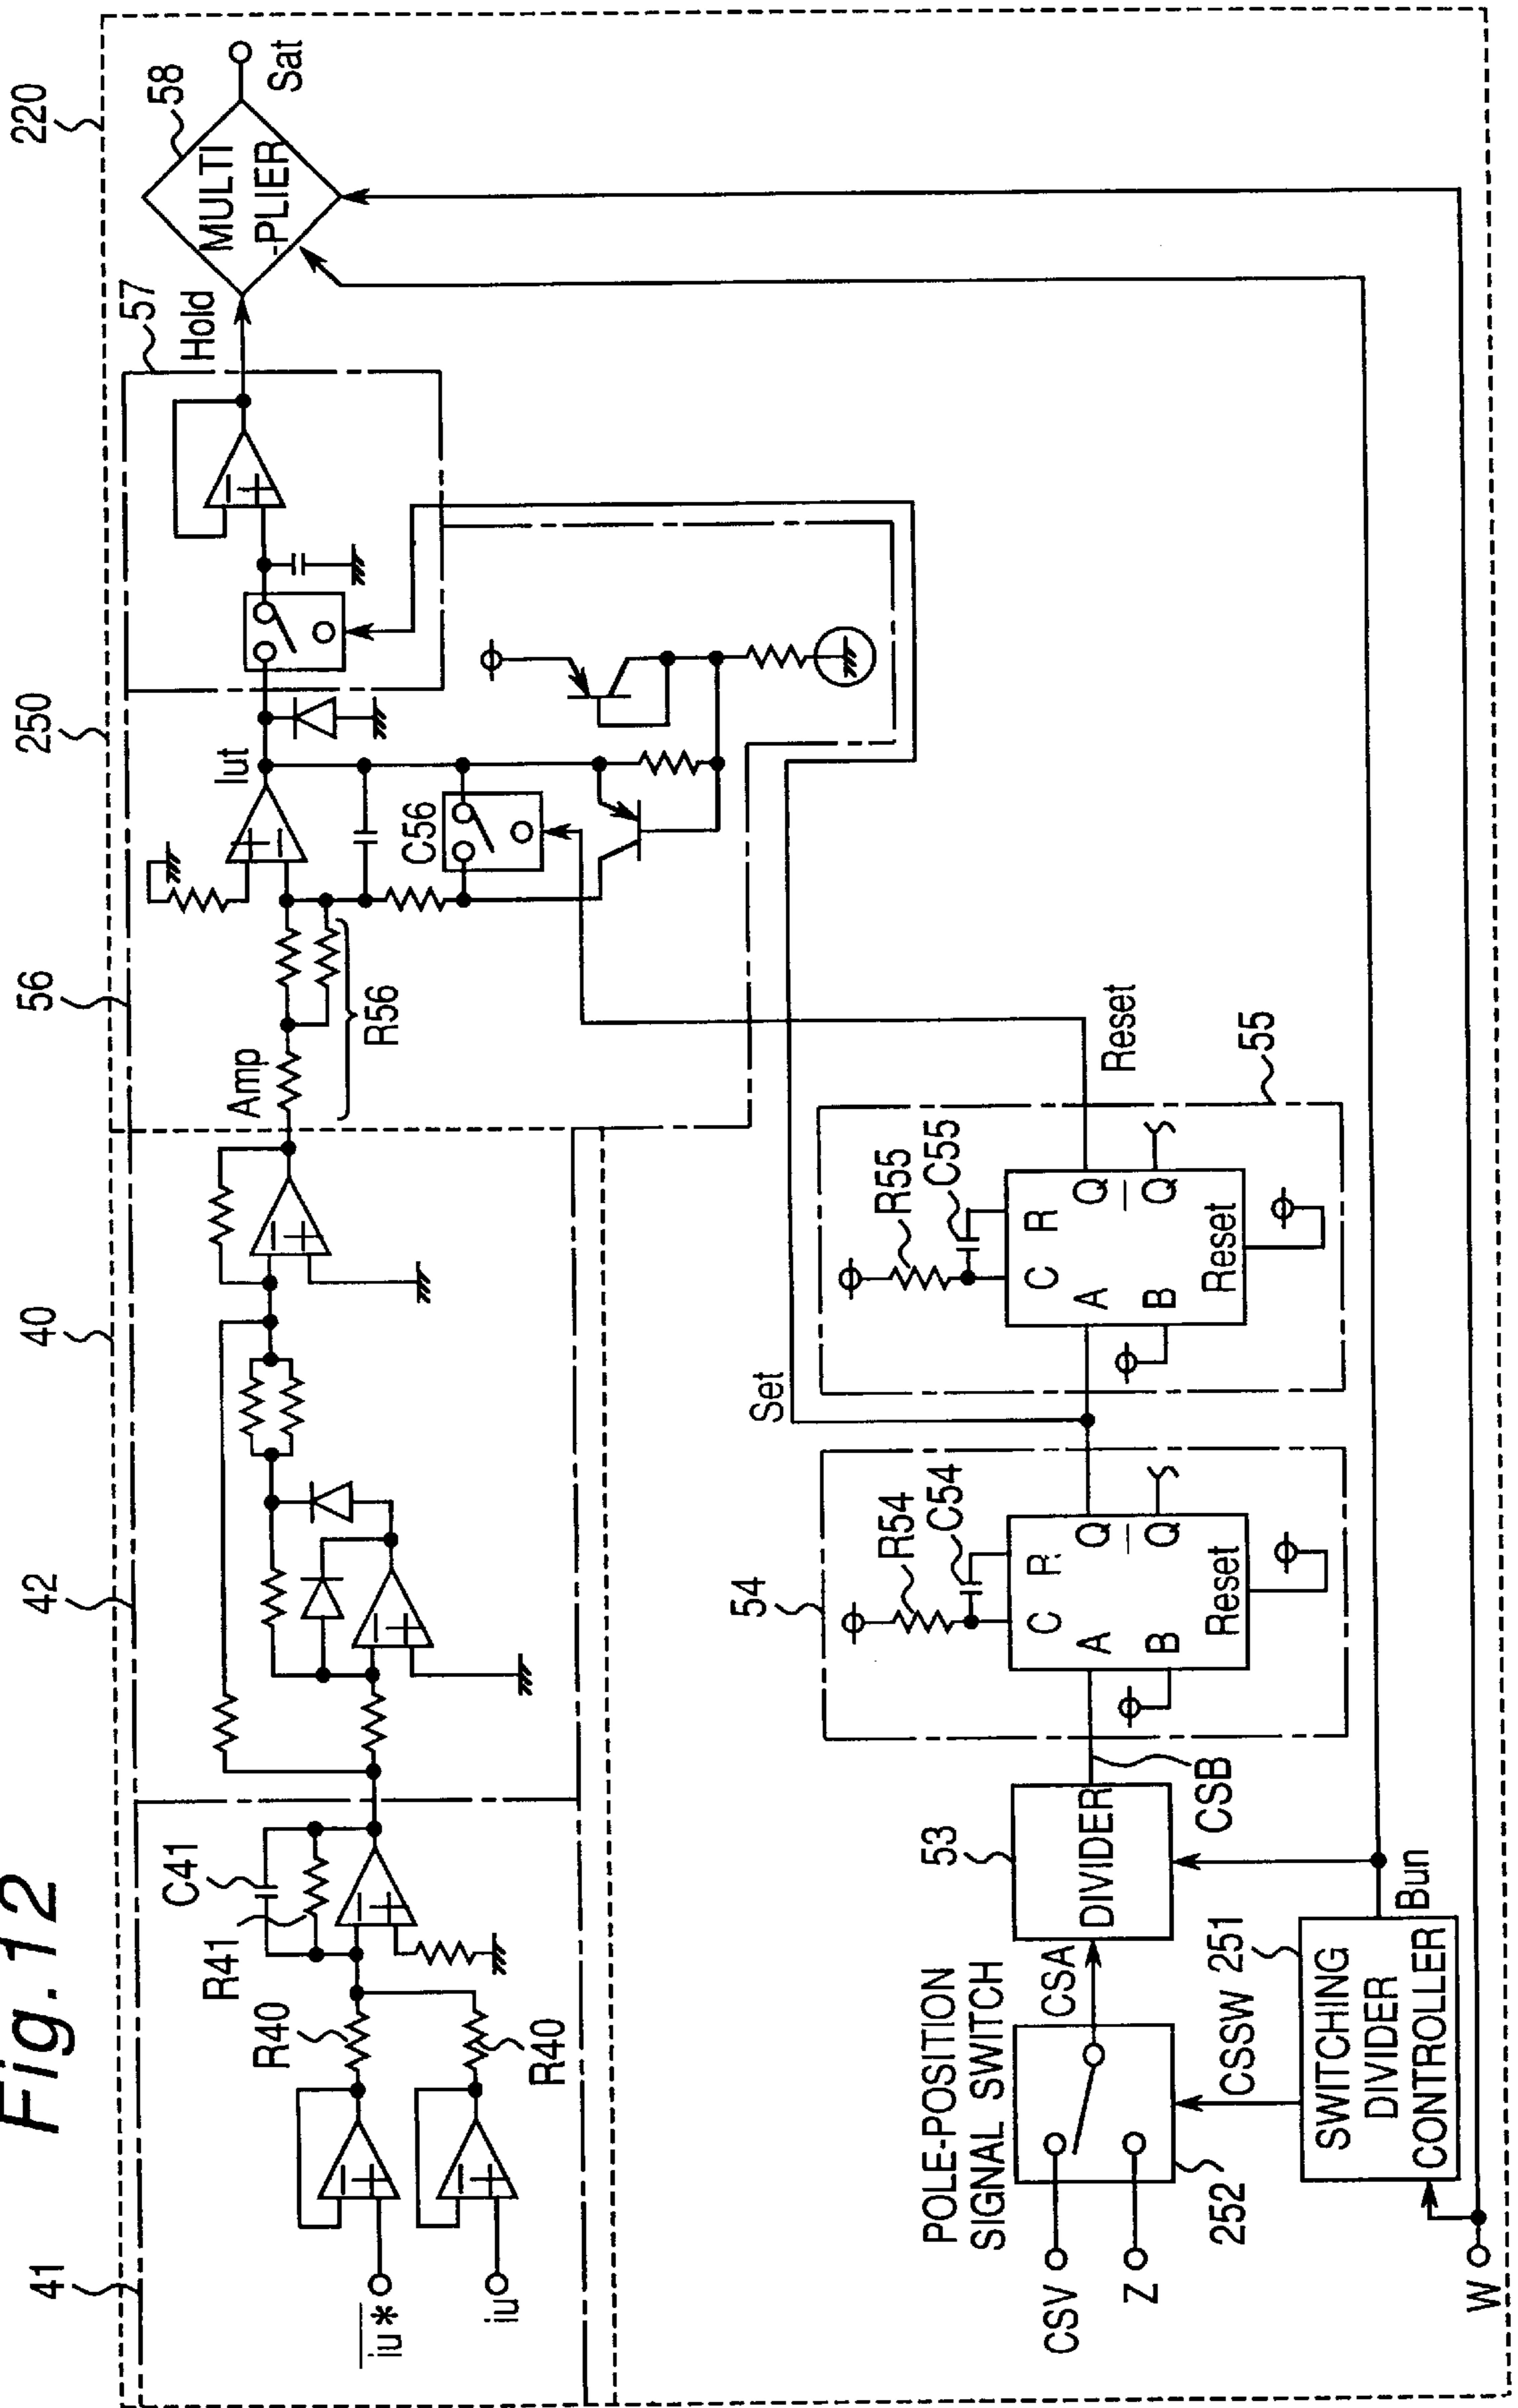 Fig.12
220
58
MULTI
-PLIER
Sat
57
Hold
250
Iut
C56
56
Amp
R56
40
42
41
C41
R41
R40
R40
iu*
iu
Set
Reset
54
R54
C54
C
R
A
B
Q
Q
Reset
55
R55
C55
C
R
A
B
Q
Q
Reset
CSB
53
DIVIDER
CSA
POLE-POSITION
SIGNAL SWITCH
252
CSV
Z
CSSW
251
SWITCHING
DIVIDER
CONTROLLER
Bun
W